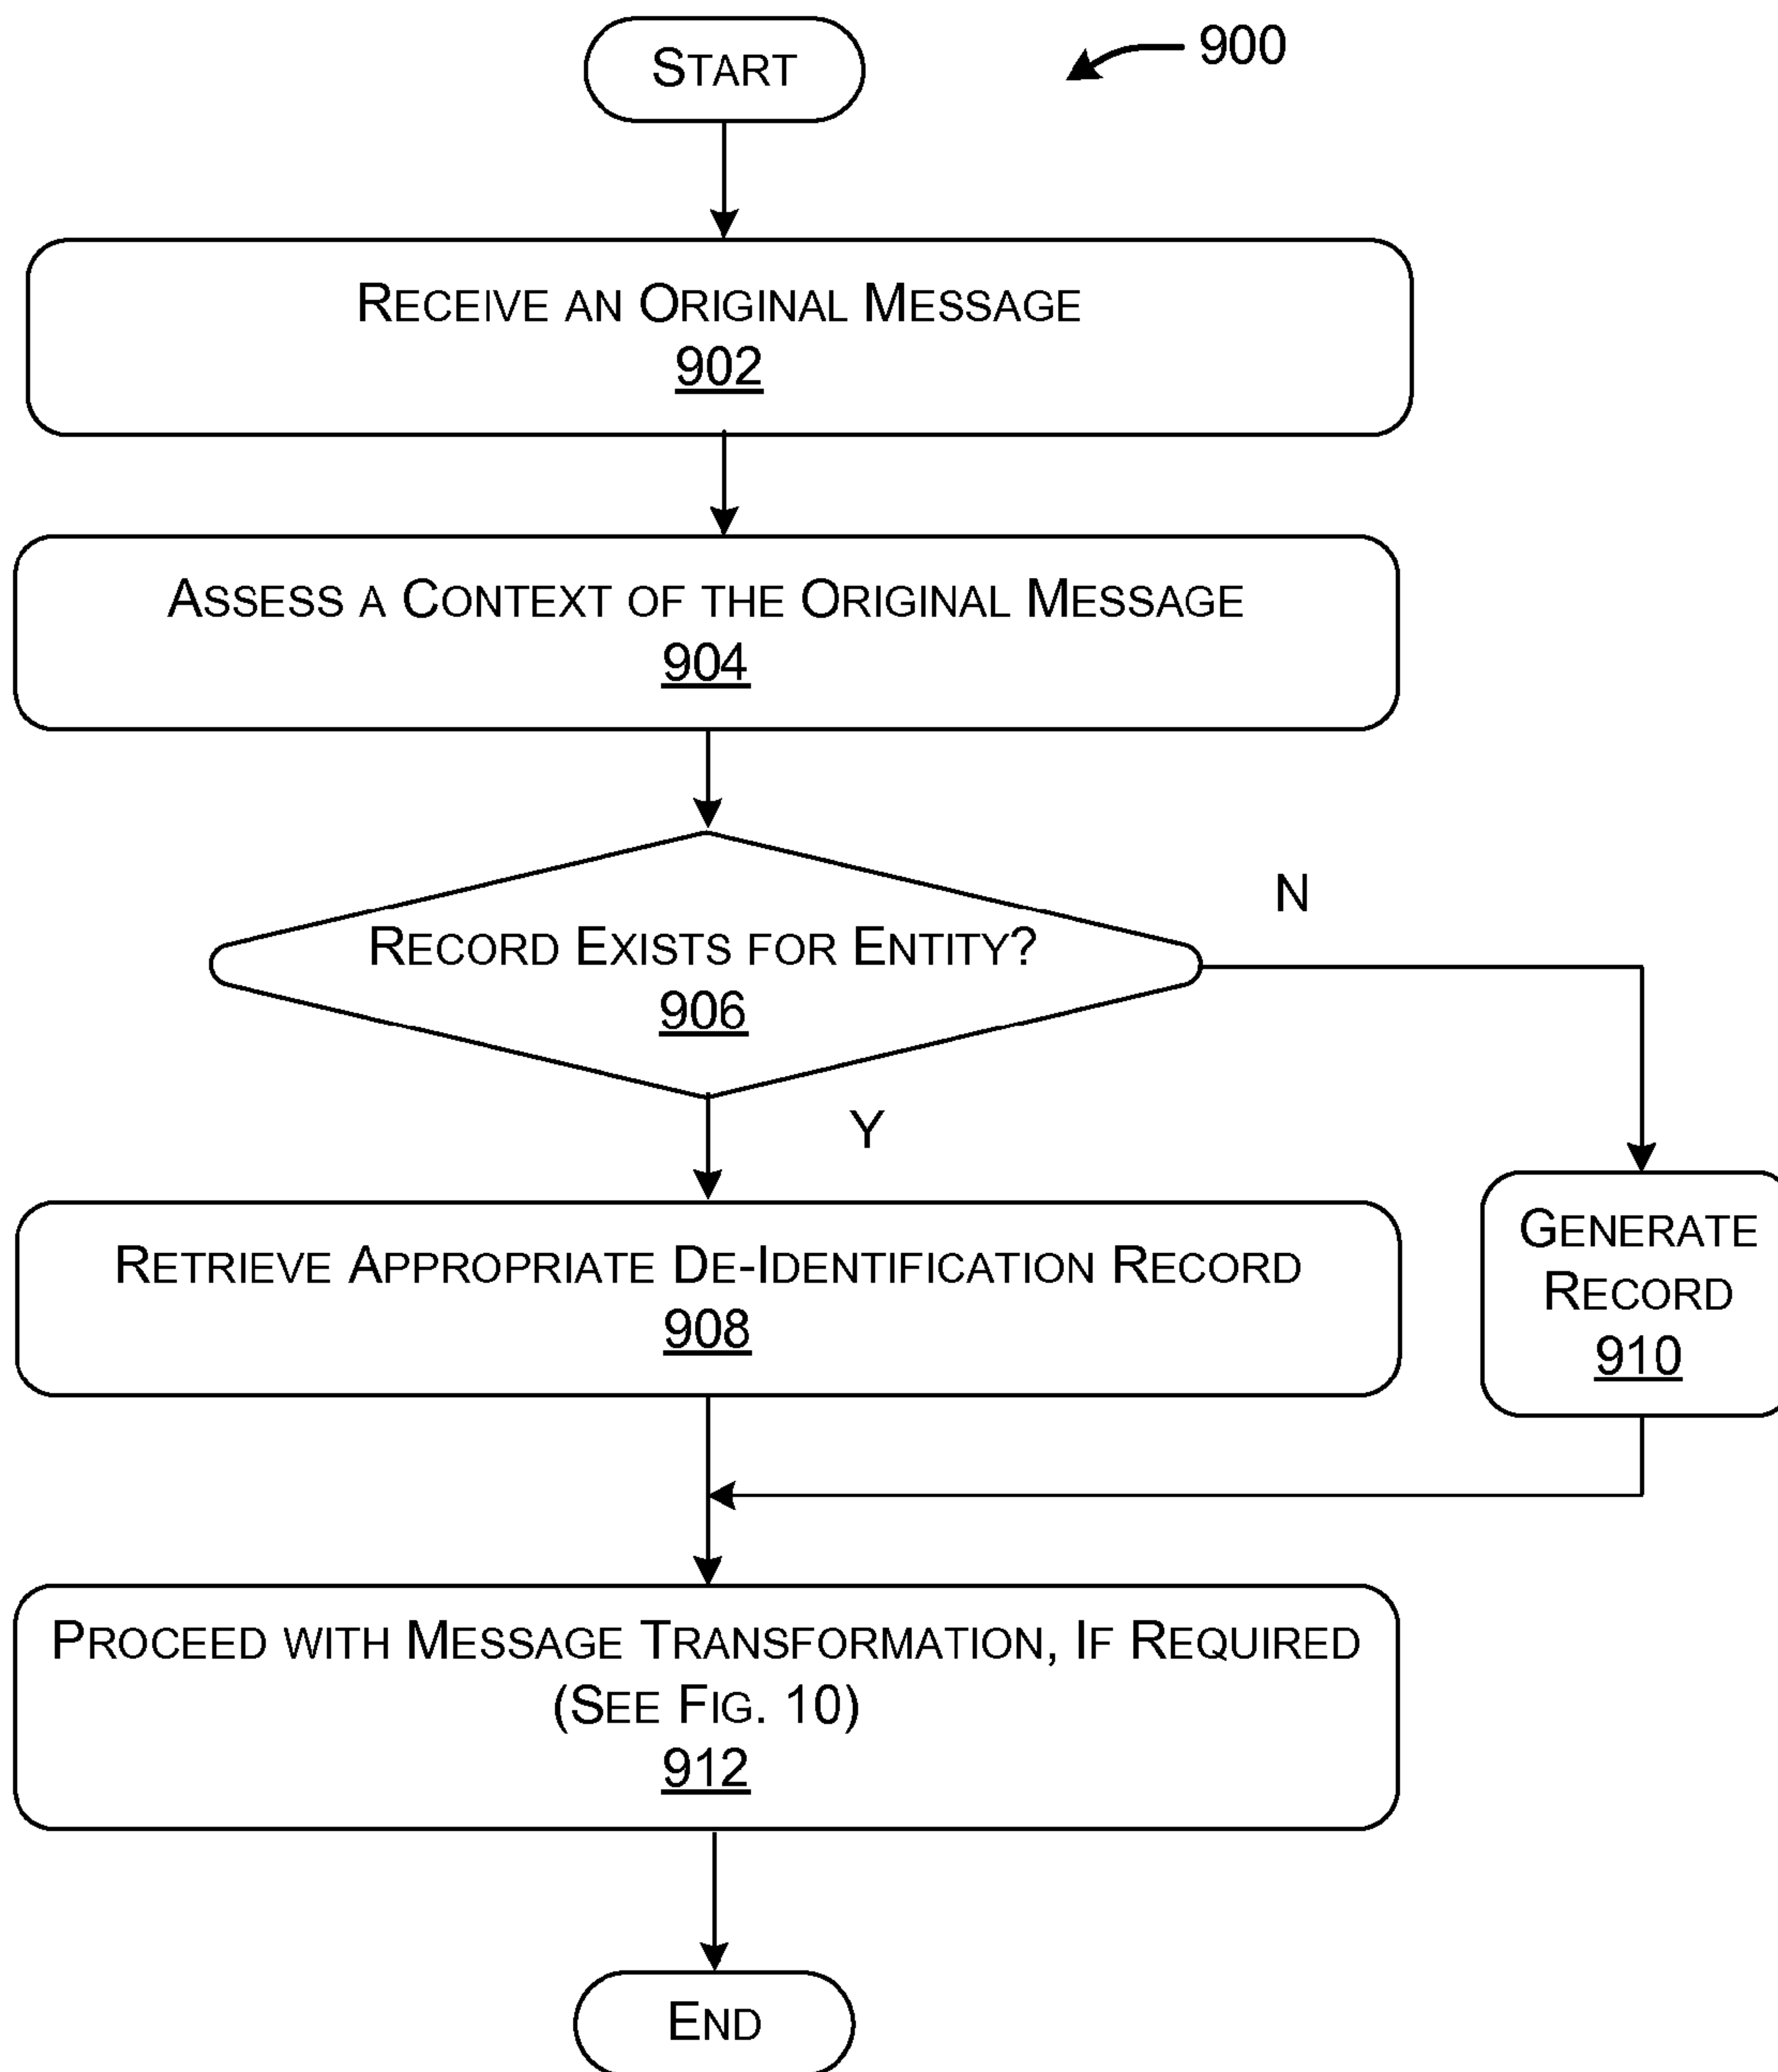 START
900
RECEIVE AN ORIGINAL MESSAGE
902
ASSESS A CONTEXT OF THE ORIGINAL MESSAGE
904
RECORD EXISTS FOR ENTITY?
906
N
Y
RETRIEVE APPROPRIATE DE-IDENTIFICATION RECORD
908
GENERATE
RECORD
910
PROCEED WITH MESSAGE TRANSFORMATION, IF REQUIRED
(SEE FIG. 10)
912
END